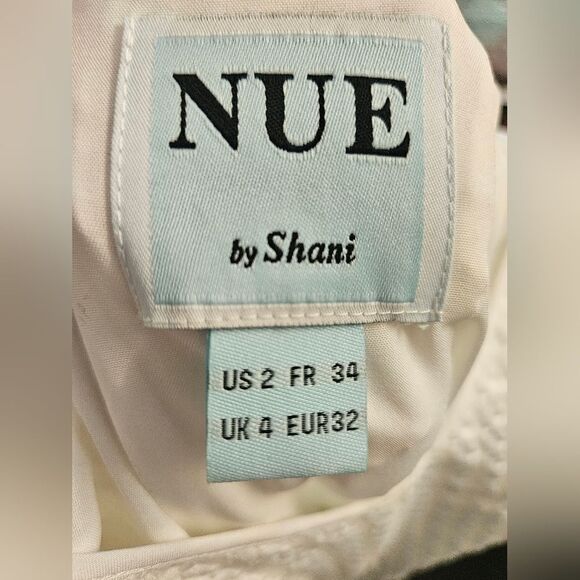 NUE
by Shani
US 2 FR 34
UK 4 EUR32